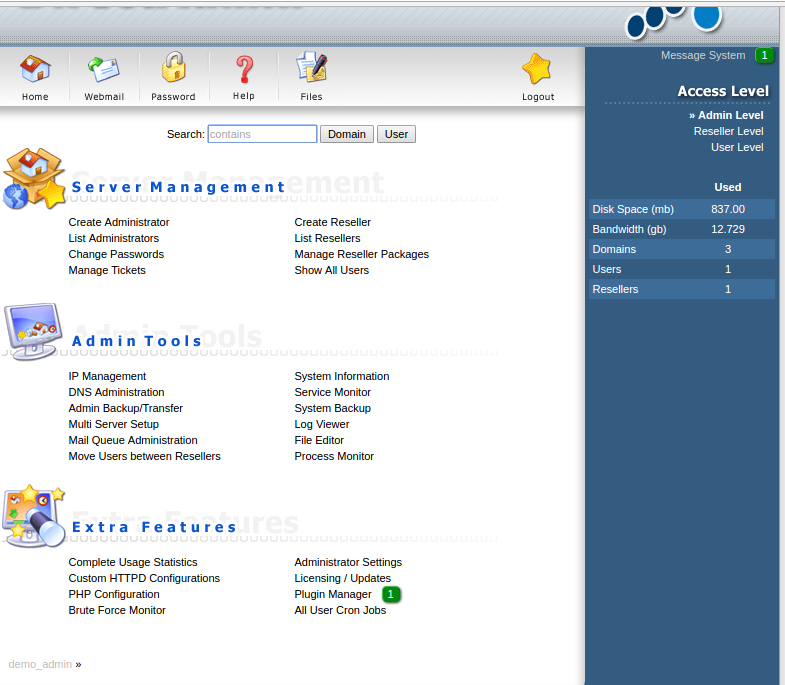 Message System 1
Home Webmail Password Help Files Logout
Access Level
» Admin Level
Reseller Level
User Level
Search: contains Domain User
Server Management
Create Administrator Create Reseller
List Administrators List Resellers
Change Passwords Manage Reseller Packages
Manage Tickets Show All Users
Used
Disk Space (mb) 837.00
Bandwidth (gb) 12.729
Domains 3
Users 1
Resellers 1
Admin Tools
IP Management System Information
DNS Administration Service Monitor
Admin Backup/Transfer System Backup
Multi Server Setup Log Viewer
Mail Queue Administration File Editor
Move Users between Resellers Process Monitor
Extra Features
Complete Usage Statistics Administrator Settings
Custom HTTPD Configurations Licensing / Updates
PHP Configuration Plugin Manager 1
Brute Force Monitor All User Cron Jobs
demo_admin »